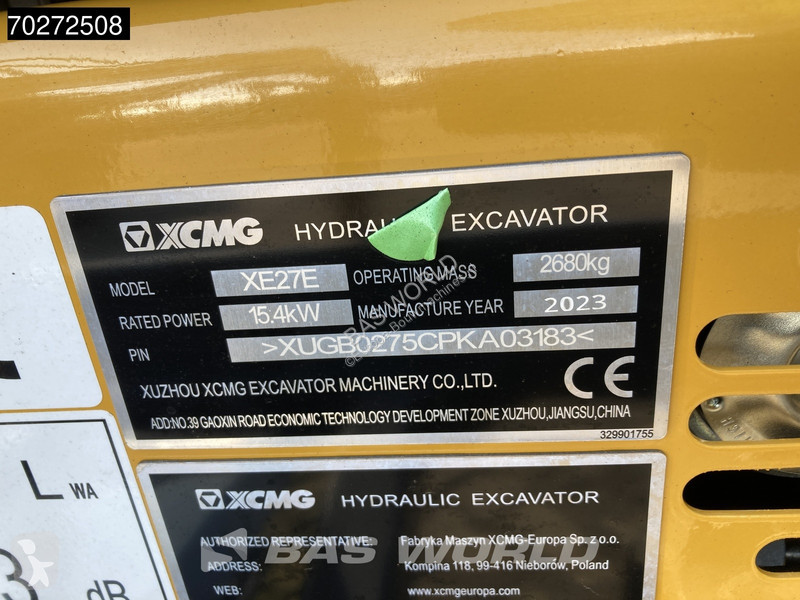 70272508
XCMG HYDRAULIC EXCAVATOR
MODEL XE27E OPERATING MASS 2680kg
RATED POWER 15.4kW MANUFACTURE YEAR 2023
PIN >XUGB0275CPKA03183<
XUZHOU XCMG EXCAVATOR MACHINERY CO.,LTD.
CE
ADD:NO.39 GAOXIN ROAD ECONOMIC TECHNOLOGY DEVELOPMENT ZONE XUZHOU,JIANGSU,CHINA
329901755
LWA
dB
XCMG HYDRAULIC EXCAVATOR
AUTHORIZED REPRESENTATIVE: Fabryka Maszyn XCMG-Europa Sp. z o.o.
ADDRESS: Kompina 118, 99-416 Nieborów, Poland
WEB: www.xcmgeuropa.com
BAS WORLD
BAS WORLD